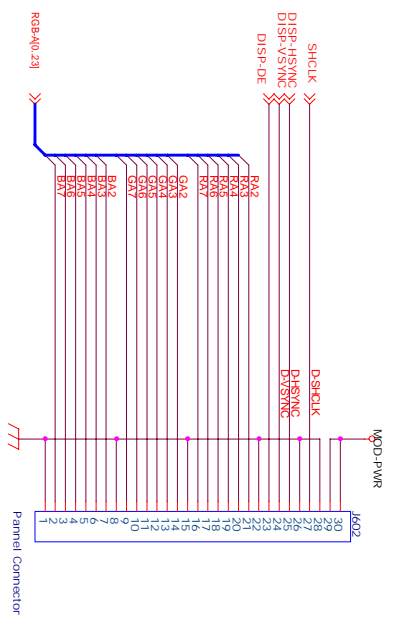 SHCLK
DISP-HSYNC
DISP-VSYNC
DISP-DE
RGB-A[0..23]
RA2
RA3
RA4
RA5
RA6
RA7
GA2
GA3
GA4
GA5
GA6
GA7
BA2
BA3
BA4
BA5
BA6
BA7
D-SHCLK
D-HSYNC
D-VSYNC
MOD-PWR
J602
30
29
28
27
26
25
24
23
22
21
20
19
18
17
16
15
14
13
12
11
10
9
8
7
6
5
4
3
2
1
Pannel Connector